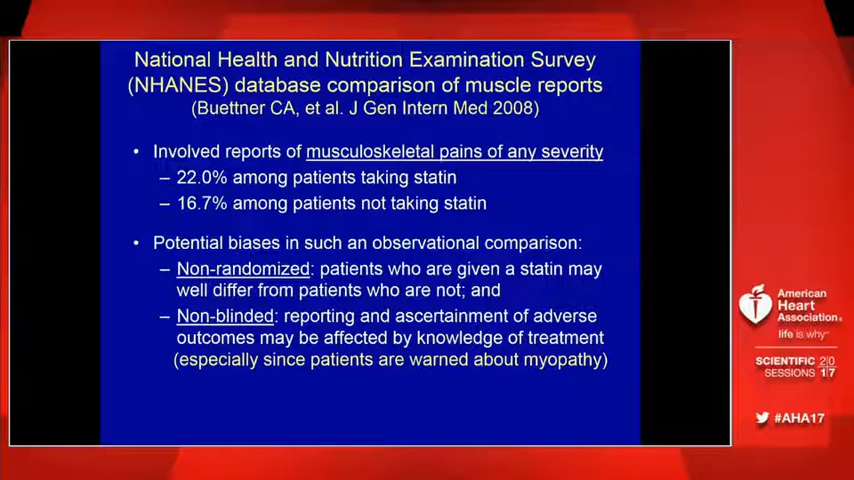 National Health and Nutrition Examination Survey
(NHANES) database comparison of muscle reports
(Buettner CA, et al. J Gen Intern Med 2008)
• Involved reports of musculoskeletal pains of any severity
– 22.0% among patients taking statin
– 16.7% among patients not taking statin
• Potential biases in such an observational comparison:
– Non-randomized: patients who are given a statin may
well differ from patients who are not; and
– Non-blinded: reporting and ascertainment of adverse
outcomes may be affected by knowledge of treatment
(especially since patients are warned about myopathy)
American
Heart
Association®
life is why™
SCIENTIFIC 20
SESSIONS 17
#AHA17